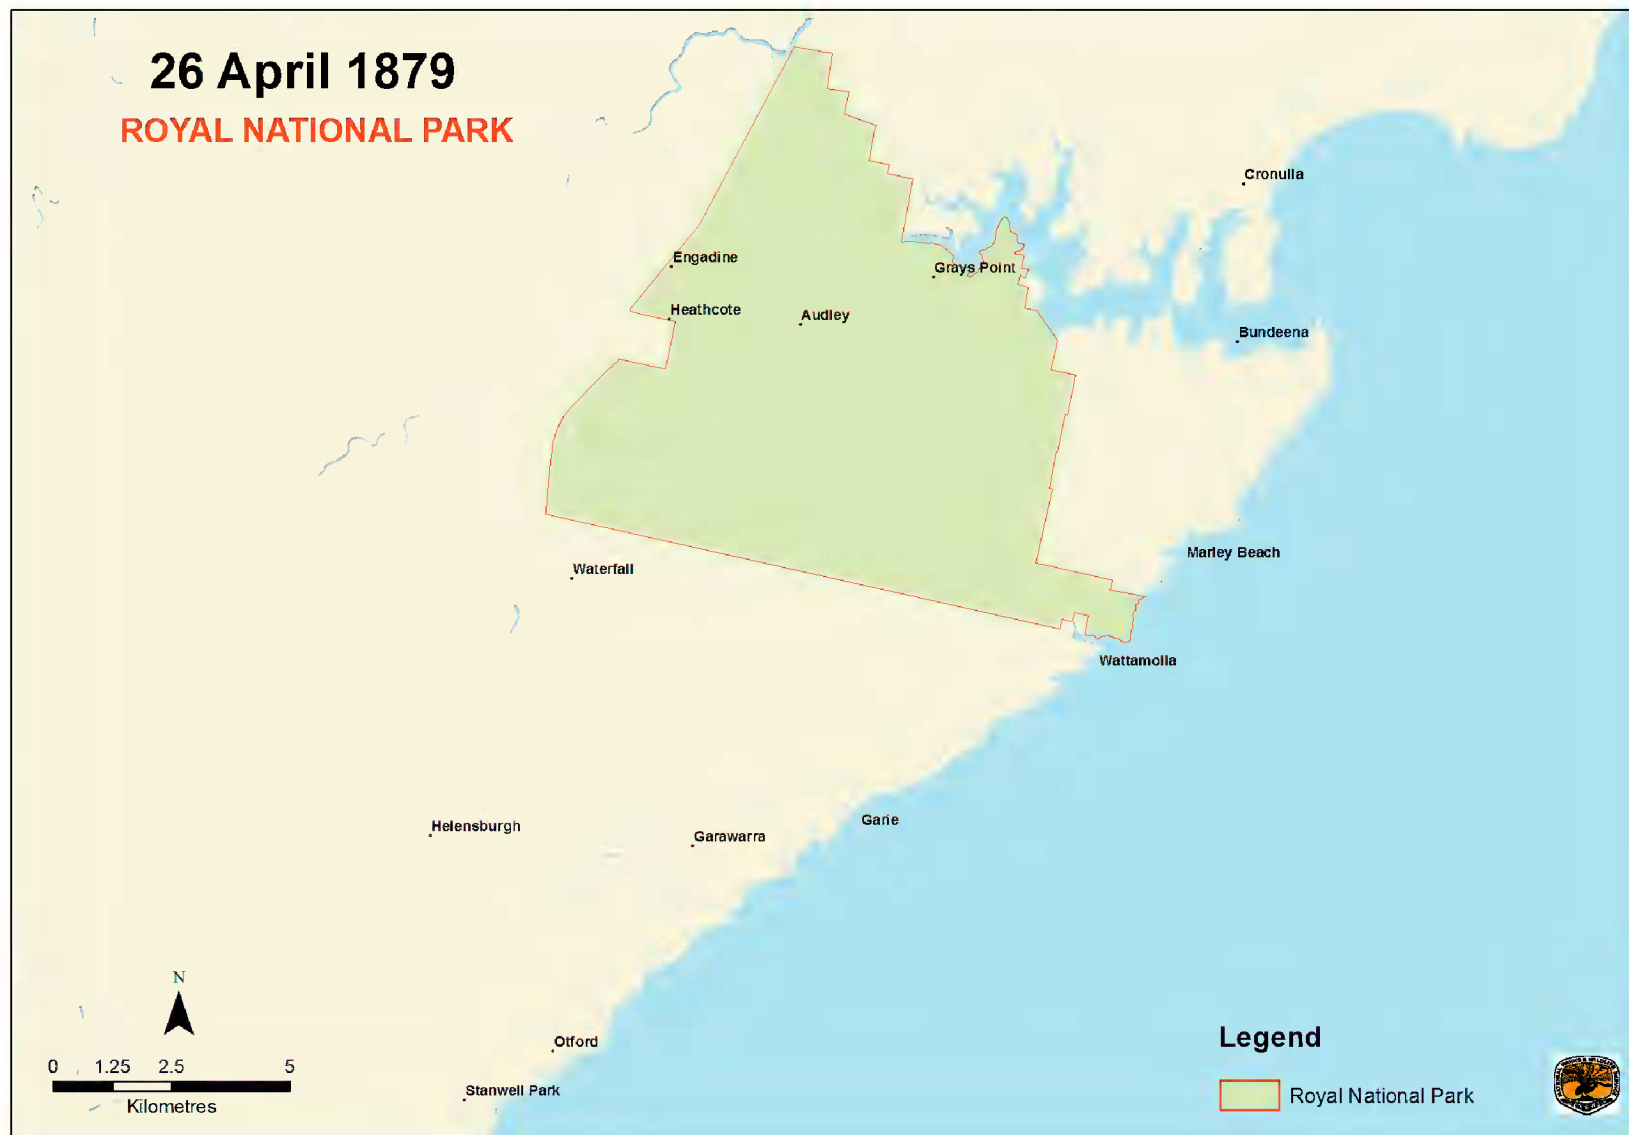 26 April 1879
ROYAL NATIONAL PARK
Cronulla
Engadine
Grays Point
Heathcote
Audley
Bundeena
Marley Beach
Waterfall
Wattamolla
Garie
Helensburgh
Garawarra
N
Otford
Legend
0 1.25 2.5 5
Stanwell Park
Royal National Park
Kilometres